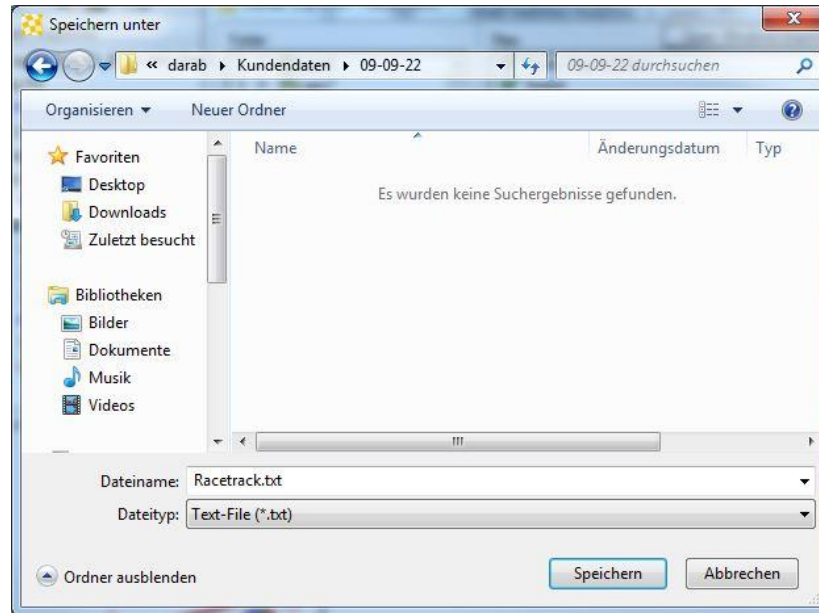 Speichern unter
« darab ▸ Kundendaten ▸ 09-09-22
09-09-22 durchsuchen
Organisieren
Neuer Ordner
Name
Änderungsdatum
Typ
Es wurden keine Suchergebnisse gefunden.
Favoriten
Desktop
Downloads
Zuletzt besucht
Bibliotheken
Bilder
Dokumente
Musik
Videos
Dateiname: Racetrack.txt
Dateityp: Text-File (*.txt)
Ordner ausblenden
Speichern
Abbrechen